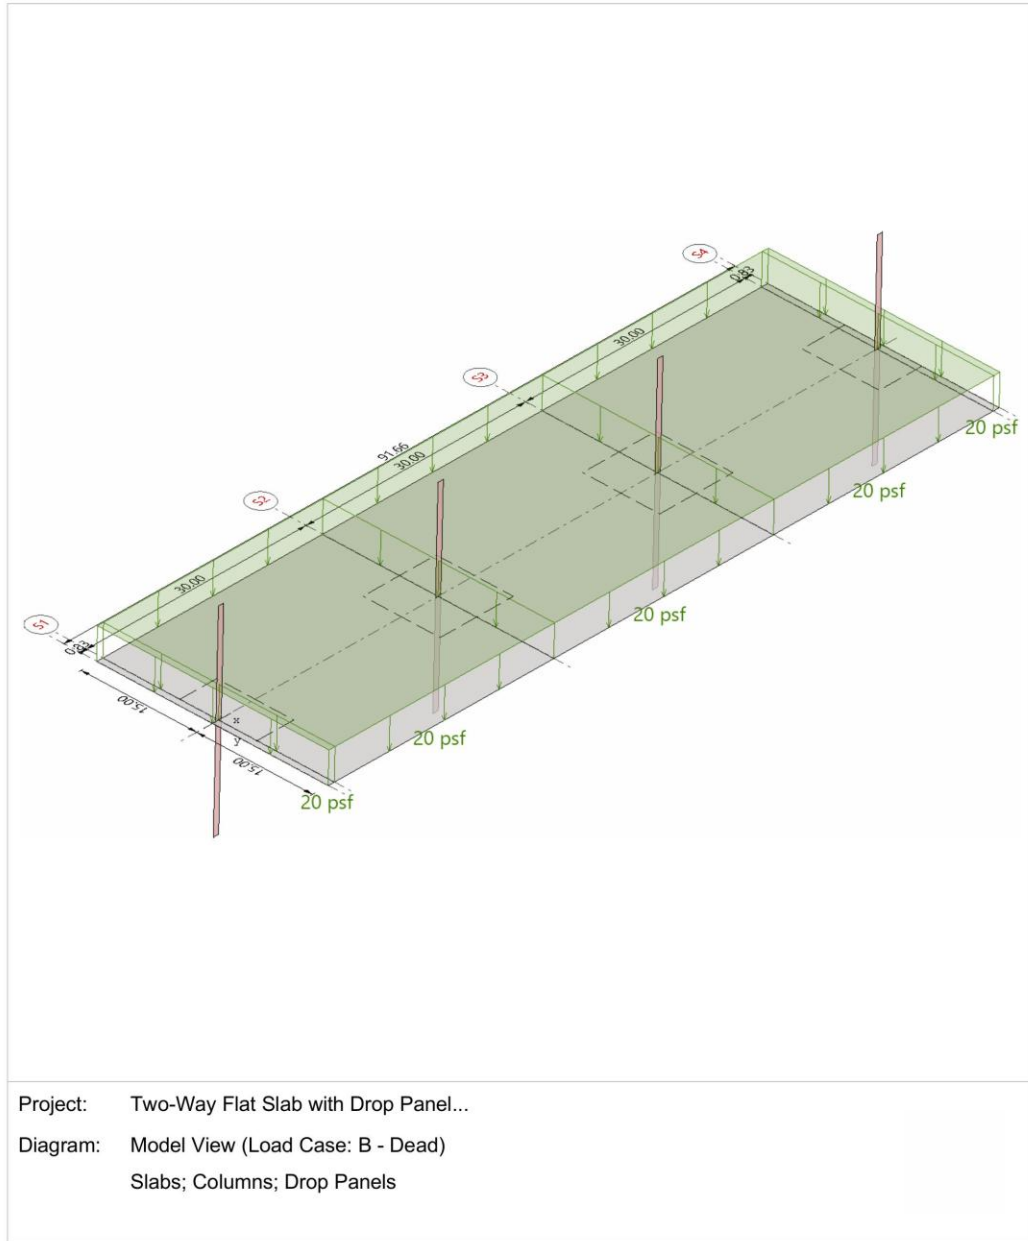 S4
0.83
30.00
S3
91.66
30.00
S2
30.00
S1
0.83
15.00
x
y
15.00
20 psf
20 psf
20 psf
20 psf
20 psf
Project: Two-Way Flat Slab with Drop Panel...
Diagram: Model View (Load Case: B - Dead)
Slabs; Columns; Drop Panels